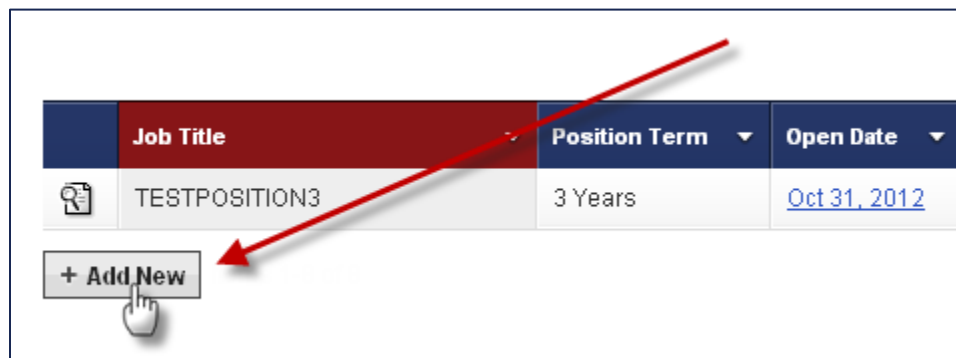 Job Title Position Term Open Date
TESTPOSITION3 3 Years Oct 31, 2012
+ Add New